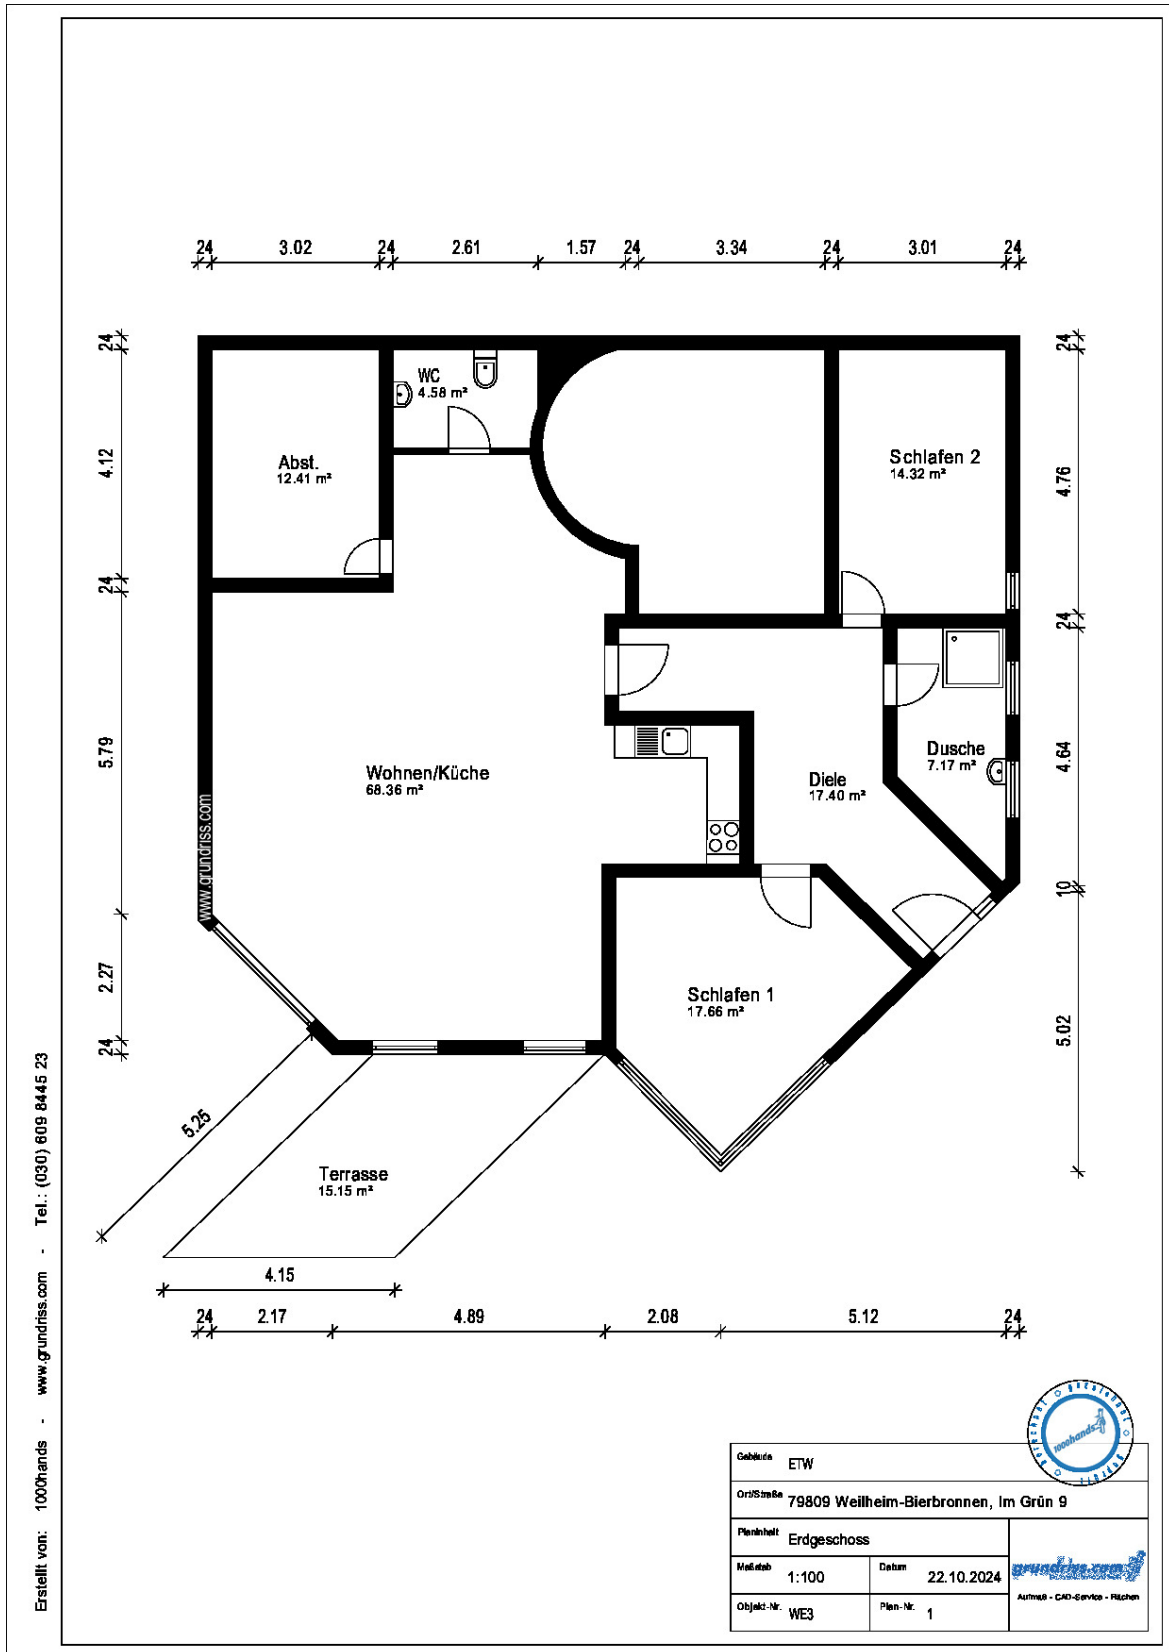 24 3.02 24 2.61 1.57 24 3.34 24 3.01 24
24
4.12
24
5.79
2.27
24
24
4.76
24
4.64
10
5.02
WC
4.58 m²
Abst.
12.41 m²
Schlafen 2
14.32 m²
Wohnen/Küche
68.36 m²
Diele
17.40 m²
Dusche
7.17 m²
www.grundriss.com
Schlafen 1
17.66 m²
5.25
Terrasse
15.15 m²
4.15
24 2.17 4.89 2.08 5.12 24
Erstellt von: 1000hands - www.grundriss.com - Tel.: (030) 609 8445 23
1000hands
Gebäude ETW
Ort/Straße 79809 Weilheim-Bierbronnen, Im Grün 9
Planinhalt Erdgeschoss
Maßstab 1:100 Datum 22.10.2024
Objekt-Nr. WE3 Plan-Nr. 1
grundriss.com
Aufmaß - CAD-Service - Flächen